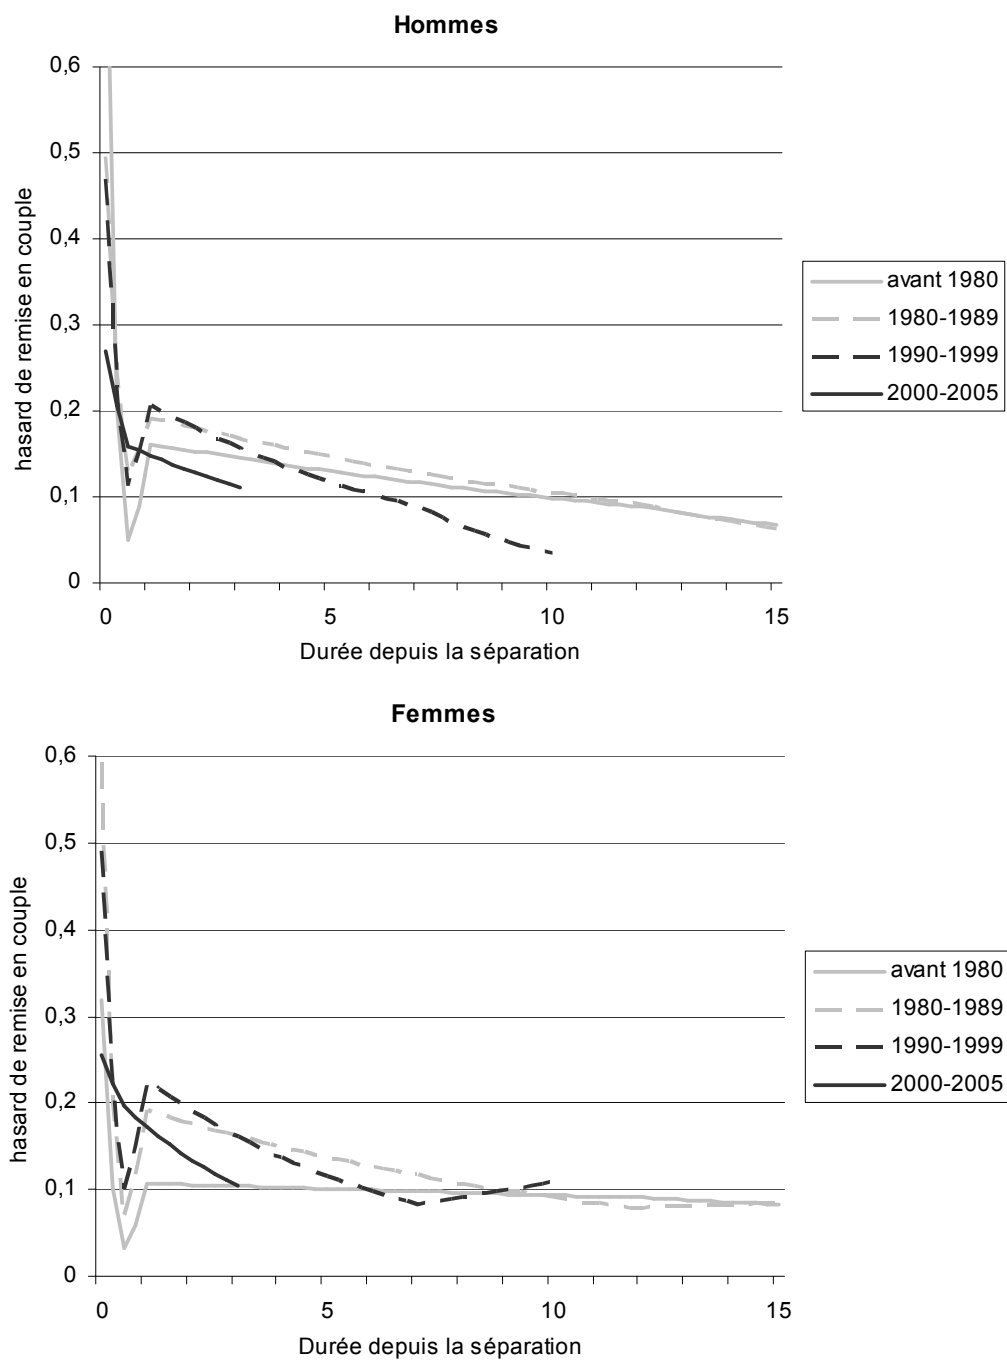 Hommes
0,6
0,5
0,4
0,3
0,2
0,1
0
hasard de remise en couple
0 5 10 15
Durée depuis la séparation
avant 1980
1980-1989
1990-1999
2000-2005
Femmes
0,6
0,5
0,4
0,3
0,2
0,1
0
hasard de remise en couple
0 5 10 15
Durée depuis la séparation
avant 1980
1980-1989
1990-1999
2000-2005